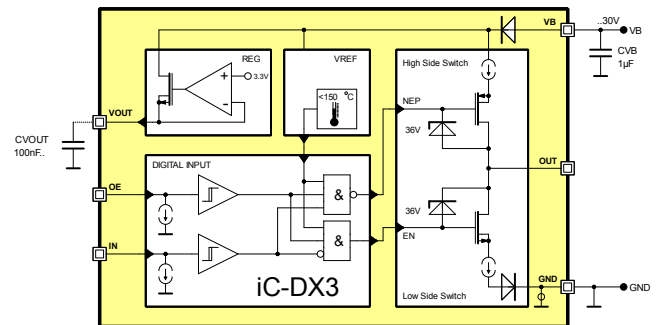 ..30V
VB
VB
CVB
1µF
REG
+
3.3V
-
VREF
<150 °C
High Side Switch
NEP
36V
VOUT
CVOUT
100nF..
DIGITAL INPUT
OE
&
OUT
36V
IN
&
EN
iC-DX3
GND
GND
Low Side Switch